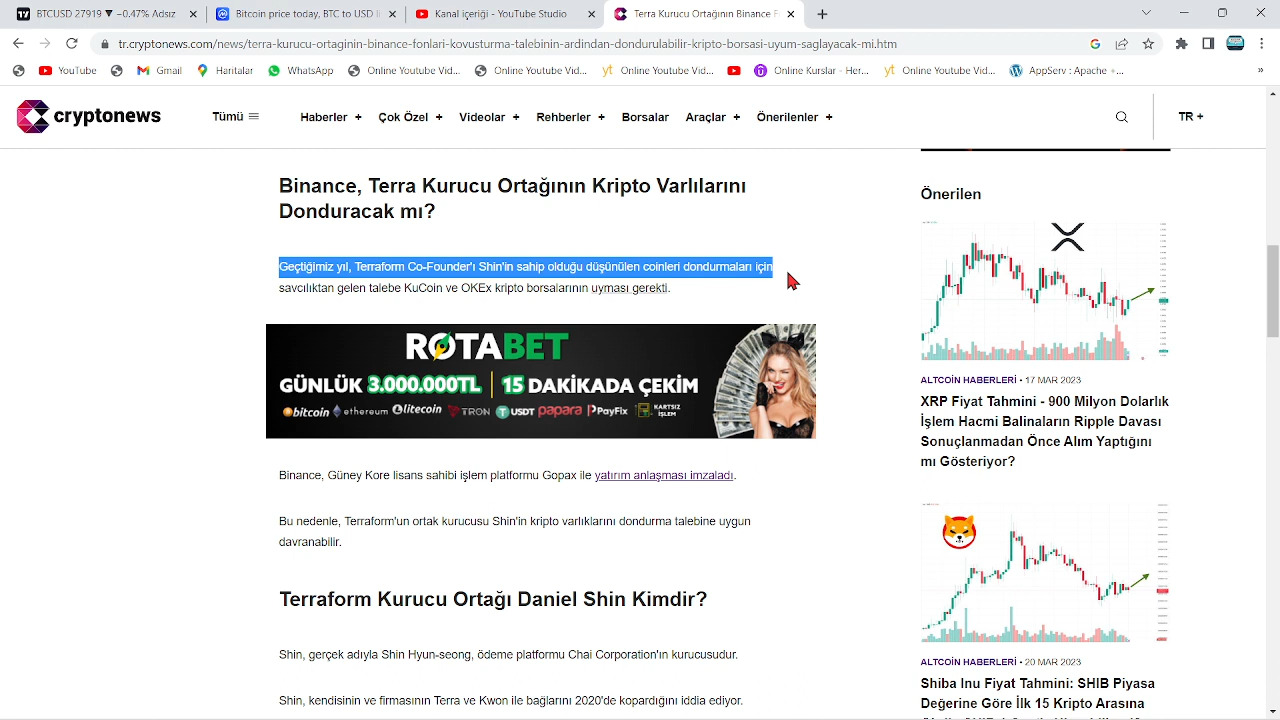 BTCUSD 27919 ▼ −0.47% Adsız
Bitcoin price today, BTC to USD li
Kanal içeriği - YouTube Studio
Terra Kurucu Ortağının Binance F
tr.cryptonews.com/news/terra-kurucu-ortaginin-binance-fonlari-kovusturma-talebinin-ardindan-dondurulabilir-kripto-borsasi-uyum-saglayacak-mi.htm
YouTube
Gmail
Haritalar
WhatsApp
Online Youtube Vid...
Online Youtube Vid...
yt Online Youtube Vid...
Online Kurslar - Her...
yt Online Youtube Vid...
AppServ : Apache +...
cryptonews
Tümü
Haberler +
Çok Özel +
Videolar +
Rehberler +
Borsalar
Araçlar +
Önerilenler +
TR +
Binance, Terra Kurucu Ortağının Kripto Varlılarını
Donduracak mı?
Geçtiğimiz yıl, Terraform Co-Founder'ı Shin'in sahip olduğu düşünülen coinleri dondurmaları için
savcılıktan gelen talebe KuCoin ve OKEx kripto borsalarını uymamışlardı.
ROTABET
GÜNLÜK 3.000.000TL
15 DAKİKADA ÇEKİM
bitcoin
ethereum
litecoin
TRON
USDT
papara
PayFix
KARTSIZ
İŞLEM
Binance, Güney Kore lisans sahibi işlem platformu Gopax ile yatırım anlaşması imzaladı.
Bu nedenle, Terraform'un ortak kurucusu Shin'in kripto varlıklarını dondurma talebine uygun
davranabilir.
Terraform Kurucu Ortağı Daniel Shin Kimdir?
Shin, gerçek adıyla Shin Hyun-seung, ödeme platformu Chai Corporation'ın kurucusudur.
Shin, kendisinin ve firmasının Terra ve Kwon ile bağlarını 2020'de kopardığını iddia ediyor.
Önerilen
ALTCOİN HABERLERİ • 17 MAR 2023
XRP Fiyat Tahmini - 900 Milyon Dolarlık
İşlem Hacmi Balinaların Ripple Davası
Sonuçlanmadan Önce Alım Yaptığını
mı Gösteriyor?
ALTCOİN HABERLERİ • 20 MAR 2023
Shiba Inu Fiyat Tahmini: SHIB Piyasa
Değerine Göre İlk 15 Kripto Arasına